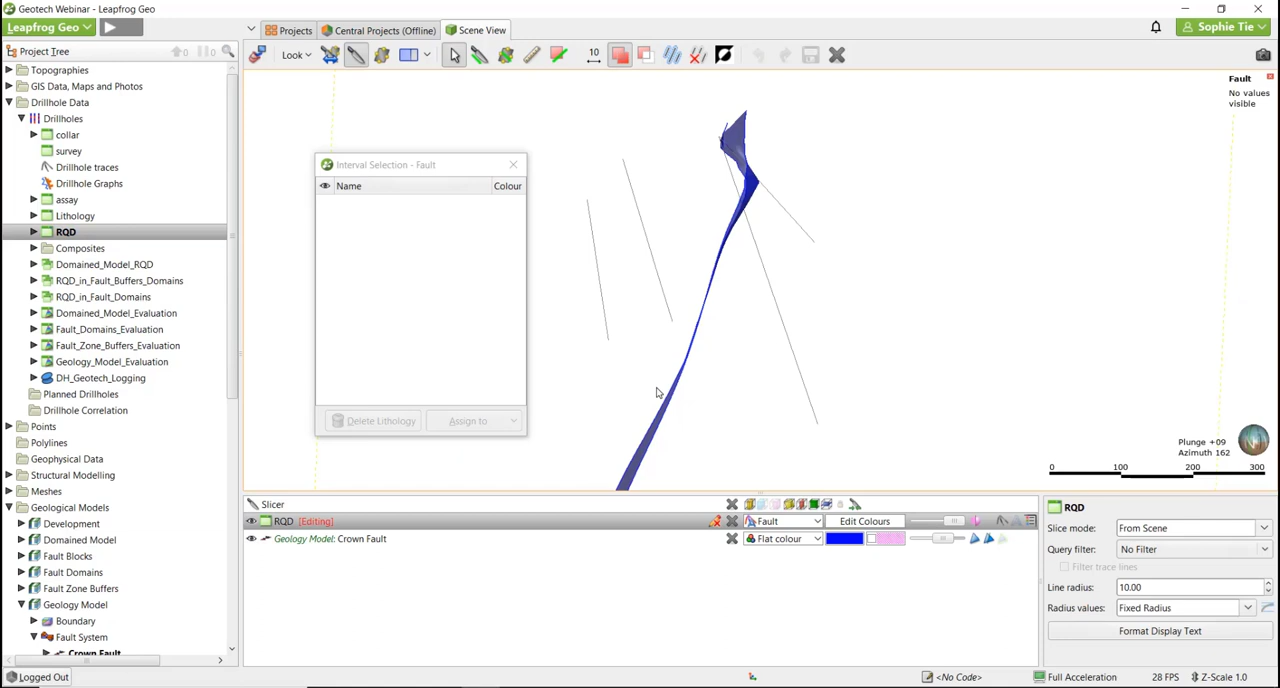 Geotech Webinar — Leapfrog Geo
Leapfrog Geo
Projects
Central Projects (Offline)
Scene View
Sophie Tie
Project Tree
0
0
Look
10
Topographies
GIS Data, Maps and Photos
Drillhole Data
Drillholes
collar
survey
Drillhole traces
Drillhole Graphs
assay
Lithology
RQD
Composites
Domained_Model_RQD
RQD_in_Fault_Buffers_Domains
RQD_in_Fault_Domains
Domained_Model_Evaluation
Fault_Domains_Evaluation
Fault_Zone_Buffers_Evaluation
Geology_Model_Evaluation
DH_Geotech_Logging
Planned Drillholes
Drillhole Correlation
Points
Polylines
Geophysical Data
Structural Modelling
Meshes
Geological Models
Development
Domained Model
Fault Blocks
Fault Domains
Fault Zone Buffers
Geology Model
Boundary
Fault System
Crown Fault
Logged Out
Interval Selection - Fault
Name
Colour
Delete Lithology
Assign to
Fault
No values
visible
Plunge +09
Azimuth 162
0 100 200 300
Slicer
RQD [Editing]
Fault
Edit Colours
Geology Model: Crown Fault
Flat colour
RQD
Slice mode: From Scene
Query filter: No Filter
Filter trace lines
Line radius: 10.00
Radius values: Fixed Radius
Format Display Text
<No Code>
Full Acceleration
28 FPS
Z-Scale 1.0